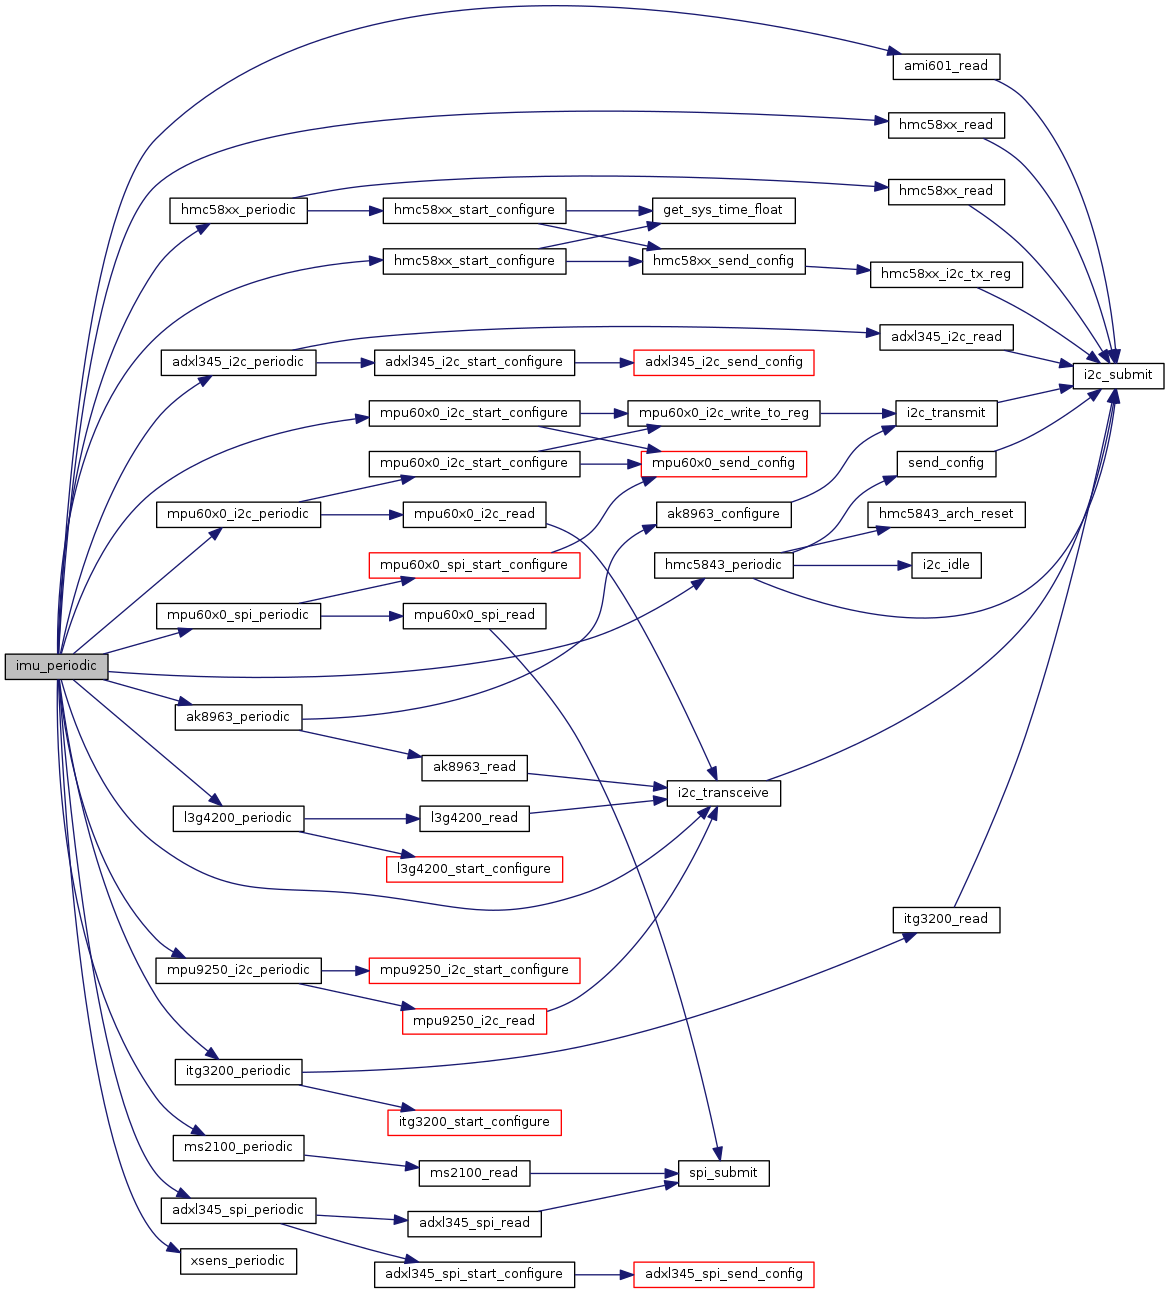 ami601_read
hmc58xx_read
hmc58xx_read
hmc58xx_periodic
hmc58xx_start_configure
get_sys_time_float
hmc58xx_start_configure
hmc58xx_send_config
hmc58xx_i2c_tx_reg
adxl345_i2c_read
adxl345_i2c_periodic
adxl345_i2c_start_configure
adxl345_i2c_send_config
i2c_submit
mpu60x0_i2c_start_configure
mpu60x0_i2c_write_to_reg
i2c_transmit
mpu60x0_i2c_start_configure
mpu60x0_send_config
send_config
mpu60x0_i2c_periodic
mpu60x0_i2c_read
ak8963_configure
hmc5843_arch_reset
mpu60x0_spi_start_configure
hmc5843_periodic
i2c_idle
mpu60x0_spi_periodic
mpu60x0_spi_read
imu_periodic
ak8963_periodic
ak8963_read
i2c_transceive
l3g4200_periodic
l3g4200_read
l3g4200_start_configure
itg3200_read
mpu9250_i2c_periodic
mpu9250_i2c_start_configure
mpu9250_i2c_read
itg3200_periodic
itg3200_start_configure
ms2100_periodic
ms2100_read
spi_submit
adxl345_spi_periodic
adxl345_spi_read
xsens_periodic
adxl345_spi_start_configure
adxl345_spi_send_config